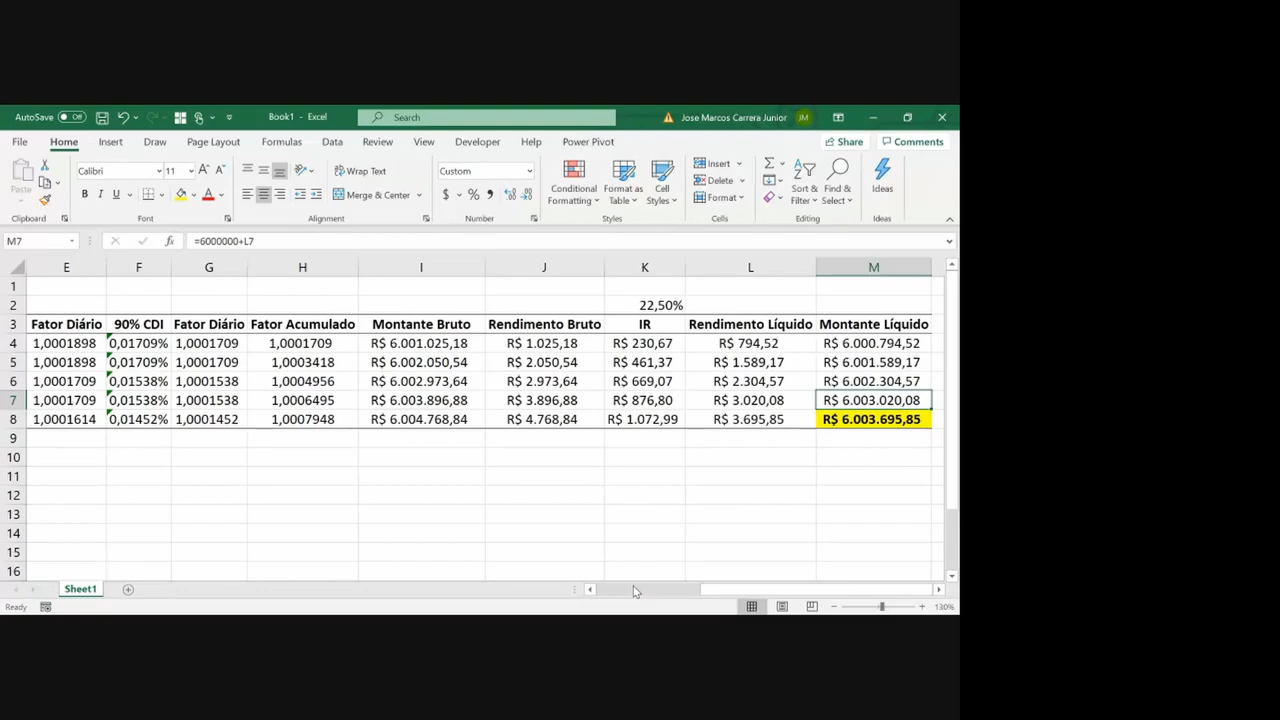 AutoSave Off Book1 - Excel Search Jose Marcos Carrera Junior JM
File Home Insert Draw Page Layout Formulas Data Review View Developer Help Power Pivot Share Comments
Paste Calibri 11 Wrap Text Custom Conditional Formatting Format as Table Cell Styles Insert Sort & Filter Find & Select Ideas
B I U Merge & Center $ % Delete
Format
Clipboard Font Alignment Number Styles Cells Editing Ideas
M7 fx =6000000+L7
E F G H I J K L M
1
2 22,50%
3 Fator Diário 90% CDI Fator Diário Fator Acumulado Montante Bruto Rendimento Bruto IR Rendimento Líquido Montante Líquido
4 1,0001898 0,01709% 1,0001709 1,0001709 R$ 6.001.025,18 R$ 1.025,18 R$ 230,67 R$ 794,52 R$ 6.000.794,52
5 1,0001898 0,01709% 1,0001709 1,0003418 R$ 6.002.050,54 R$ 2.050,54 R$ 461,37 R$ 1.589,17 R$ 6.001.589,17
6 1,0001709 0,01538% 1,0001538 1,0004956 R$ 6.002.973,64 R$ 2.973,64 R$ 669,07 R$ 2.304,57 R$ 6.002.304,57
7 1,0001709 0,01538% 1,0001538 1,0006495 R$ 6.003.896,88 R$ 3.896,88 R$ 876,80 R$ 3.020,08 R$ 6.003.020,08
8 1,0001614 0,01452% 1,0001452 1,0007948 R$ 6.004.768,84 R$ 4.768,84 R$ 1.072,99 R$ 3.695,85 R$ 6.003.695,85
9
10
11
12
13
14
15
16
Sheet1
Ready 130%